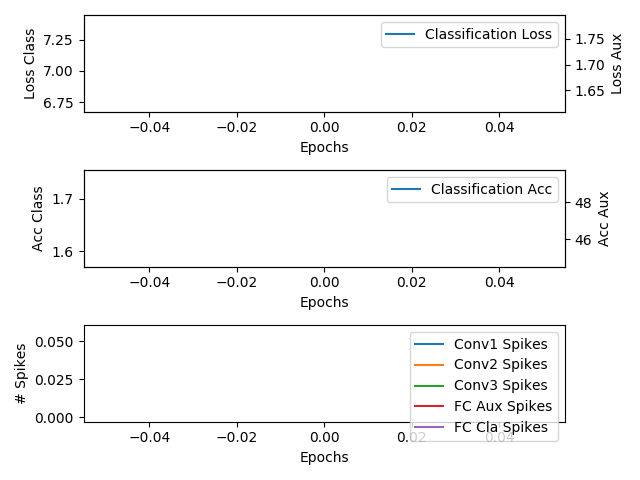 Classification Loss
7.25
7.00
6.75
Loss Class
1.75
1.70
1.65
Loss Aux
−0.04 −0.02 0.00 0.02 0.04
Epochs
Classification Acc
1.7
1.6
Acc Class
48
46
Acc Aux
−0.04 −0.02 0.00 0.02 0.04
Epochs
0.050
0.025
0.000
# Spikes
Conv1 Spikes
Conv2 Spikes
Conv3 Spikes
FC Aux Spikes
FC Cla Spikes
−0.04 −0.02 0.00 0.02 0.04
Epochs